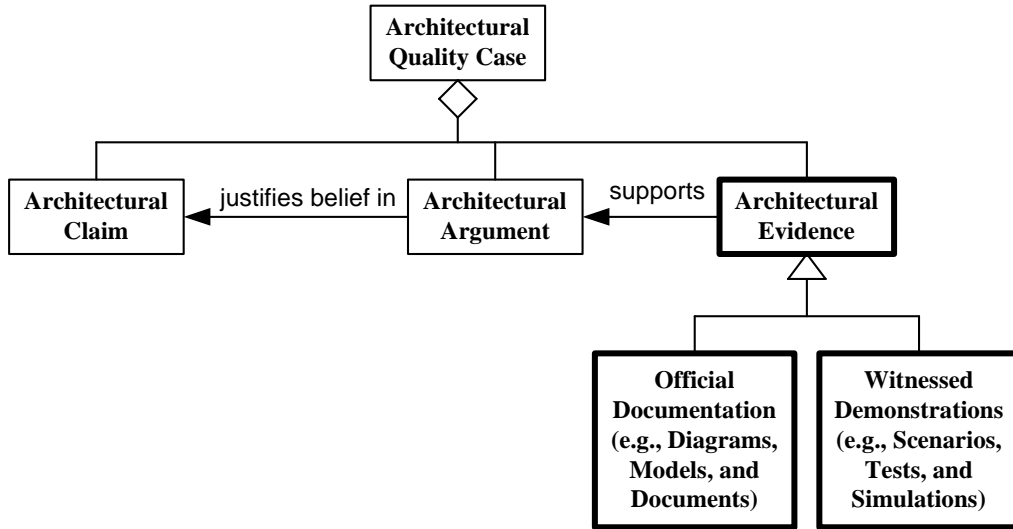 Architectural
Quality Case
Architectural
Claim
justifies belief in
Architectural
Argument
supports
Architectural
Evidence
Official
Documentation
(e.g., Diagrams,
Models, and
Documents)
Witnessed
Demonstrations
(e.g., Scenarios,
Tests, and
Simulations)